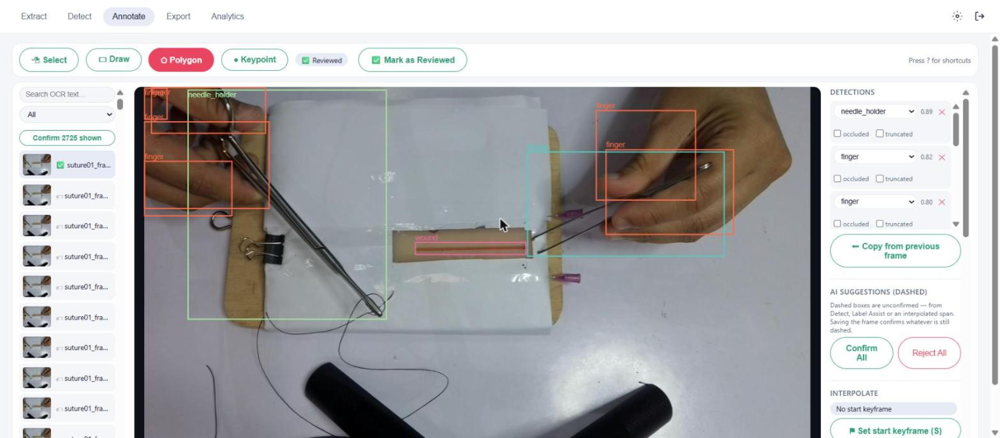 Extract Detect Annotate Export Analytics
Select Draw Polygon Keypoint Reviewed Mark as Reviewed Press ? for shortcuts
Search OCR text...
All
Confirm 2725 shown
suture01_fra...
suture01_fra...
suture01_fra...
suture01_fra...
suture01_fra...
suture01_fra...
suture01_fra...
suture01_fra...
suture01_fra...
finger
finger
needle_holder
finger
finger
finger
finger
wound
DETECTIONS
needle_holder 0.89
occluded truncated
finger 0.82
occluded truncated
finger 0.80
occluded truncated
Copy from previous
frame
AI SUGGESTIONS (DASHED)
Dashed boxes are unconfirmed — from
Detect, Label Assist or an interpolated span.
Saving the frame confirms whatever is still
dashed.
Confirm
All
Reject All
INTERPOLATE
No start keyframe
Set start keyframe (S)